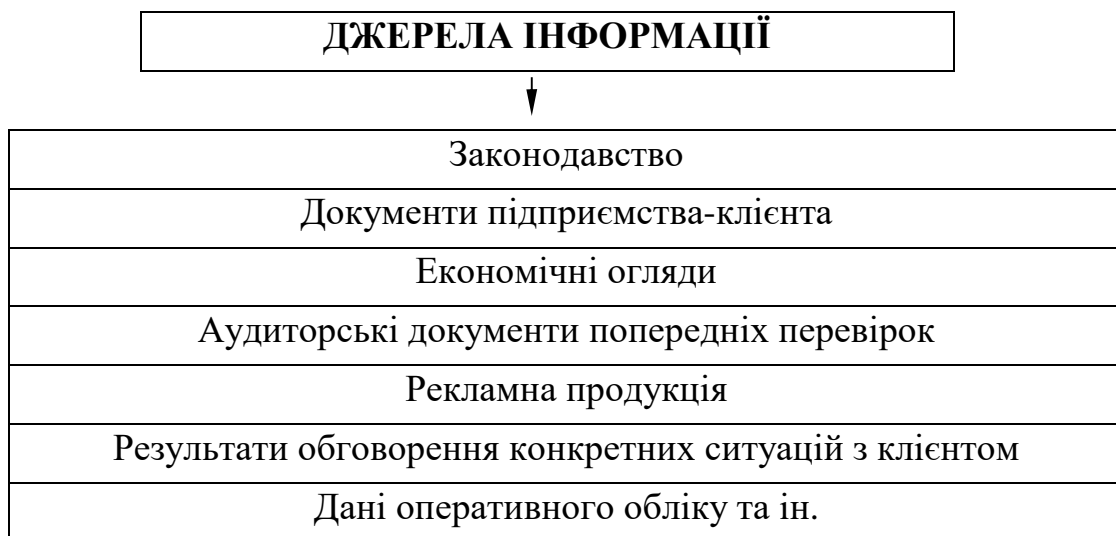 ДЖЕРЕЛА ІНФОРМАЦІЇ
Законодавство
Документи підприємства-клієнта
Економічні огляди
Аудиторські документи попередніх перевірок
Рекламна продукція
Результати обговорення конкретних ситуацій з клієнтом
Дані оперативного обліку та ін.